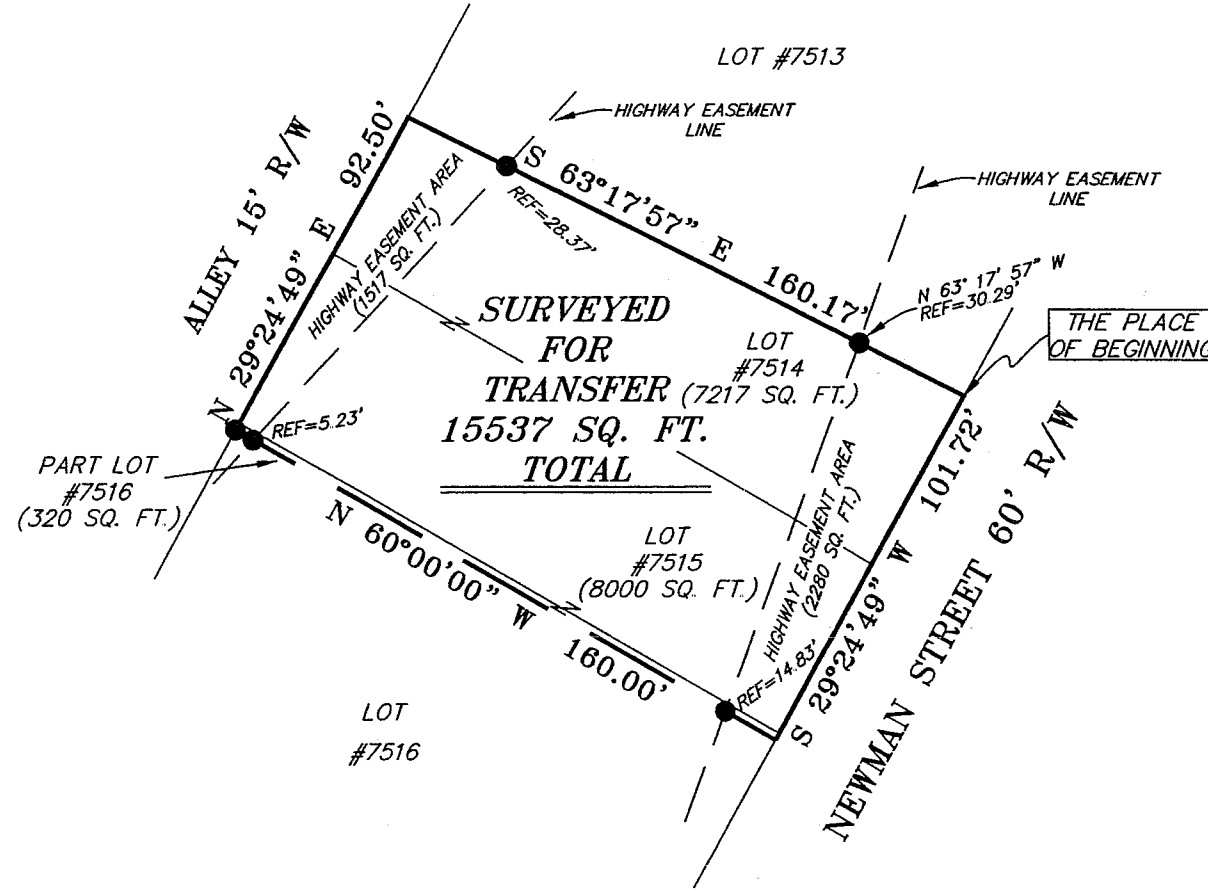 LOT #7513
HIGHWAY EASEMENT
LINE
HIGHWAY EASEMENT
LINE
ALLEY 15' R/W
N 29°24'49" E 92.50'
HIGHWAY EASEMENT AREA
(1517 SQ. FT.)
REF=28.37'
S 63°17'57" E 160.17'
N 63° 17' 57" W
REF=30.29'
THE PLACE
OF BEGINNING
SURVEYED
FOR
TRANSFER
15537 SQ. FT.
TOTAL
LOT
#7514
(7217 SQ. FT.)
REF=5.23'
PART LOT
#7516
(320 SQ. FT.)
N 60°00'00" W 160.00'
LOT
#7515
(8000 SQ. FT.)
HIGHWAY EASEMENT AREA
(2280 SQ. FT.)
REF=14.83'
S 29°24'49" W 101.72'
NEWMAN STREET 60' R/W
LOT
#7516